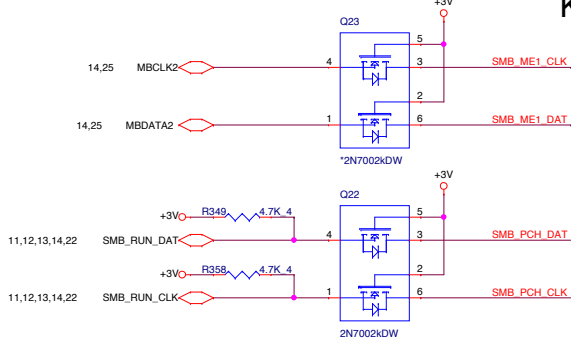 +3V
K
Q23
5
14,25 MBCLK2 4 3 SMB_ME1_CLK
2
14,25 MBDATA2 1 6 SMB_ME1_DAT
*2N7002kDW
+3V
Q22
+3V R349 4.7K_4 5
11,12,13,14,22 SMB_RUN_DAT 4 3 SMB_PCH_DAT
+3V R358 4.7K_4 2
11,12,13,14,22 SMB_RUN_CLK 1 6 SMB_PCH_CLK
2N7002kDW